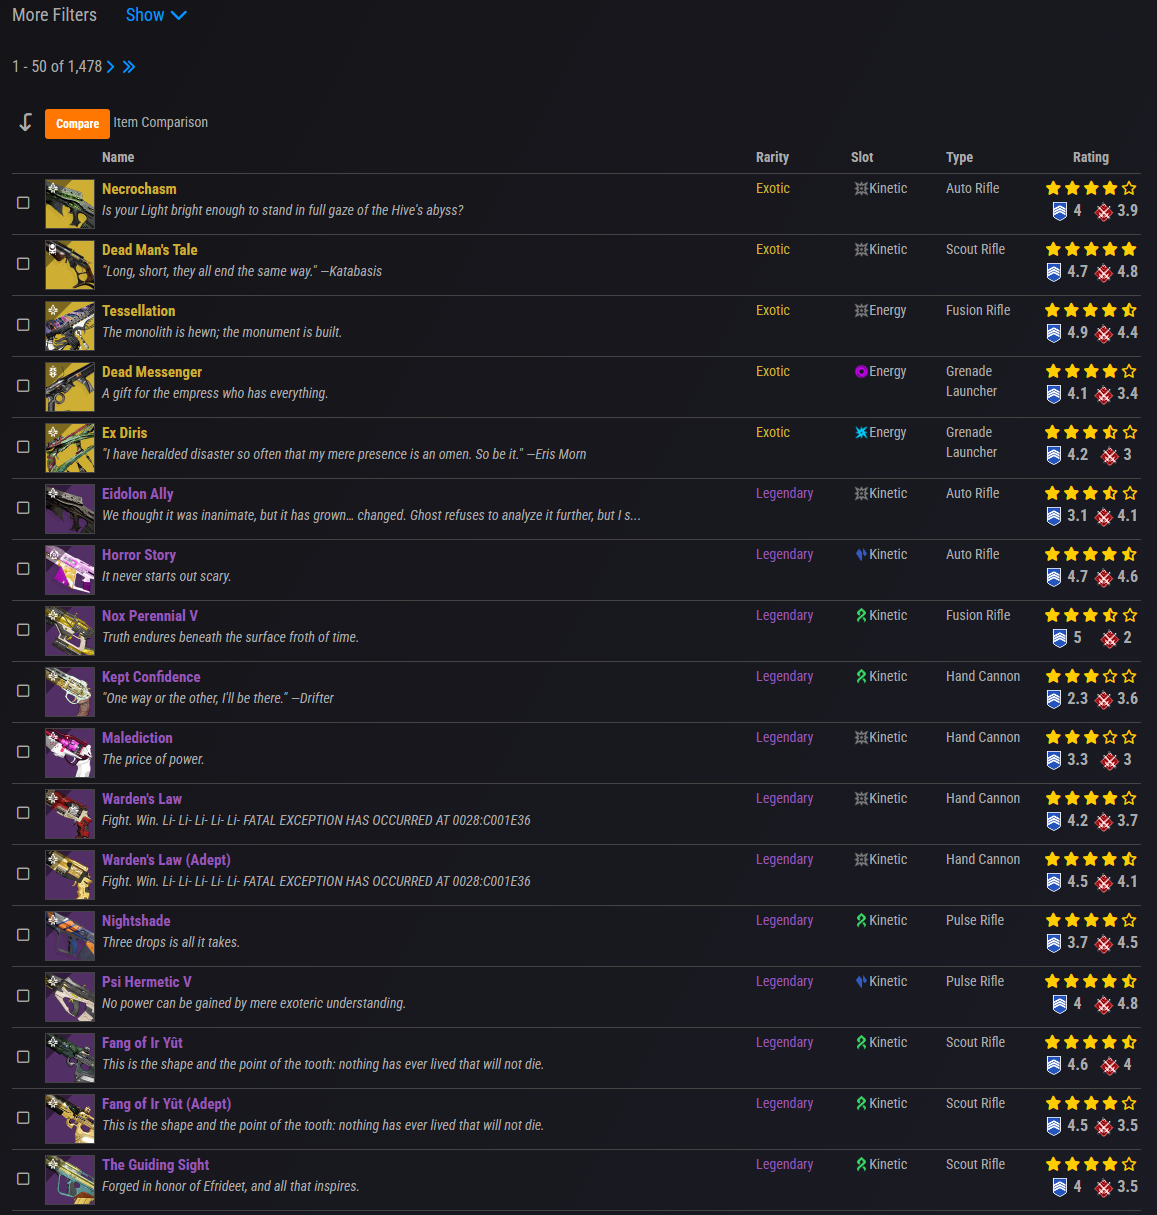 More Filters Show
1 - 50 of 1,478
Compare Item Comparison
Name Rarity Slot Type Rating
Necrochasm Exotic Kinetic Auto Rifle
Is your Light bright enough to stand in full gaze of the Hive's abyss? 4 3.9
Dead Man's Tale Exotic Kinetic Scout Rifle
"Long, short, they all end the same way." —Katabasis 4.7 4.8
Tessellation Exotic Energy Fusion Rifle
The monolith is hewn; the monument is built. 4.9 4.4
Dead Messenger Exotic Energy Grenade
Launcher
A gift for the empress who has everything. 4.1 3.4
Ex Diris Exotic Energy Grenade
Launcher
"I have heralded disaster so often that my mere presence is an omen. So be it." —Eris Morn 4.2 3
Eidolon Ally Legendary Kinetic Auto Rifle
We thought it was inanimate, but it has grown… changed. Ghost refuses to analyze it further, but I s... 3.1 4.1
Horror Story Legendary Kinetic Auto Rifle
It never starts out scary. 4.7 4.6
Nox Perennial V Legendary Kinetic Fusion Rifle
Truth endures beneath the surface froth of time. 5 2
Kept Confidence Legendary Kinetic Hand Cannon
"One way or the other, I'll be there." —Drifter 2.3 3.6
Malediction Legendary Kinetic Hand Cannon
The price of power. 3.3 3
Warden's Law Legendary Kinetic Hand Cannon
Fight. Win. Li- Li- Li- Li- Li- FATAL EXCEPTION HAS OCCURRED AT 0028:C001E36 4.2 3.7
Warden's Law (Adept) Legendary Kinetic Hand Cannon
Fight. Win. Li- Li- Li- Li- Li- FATAL EXCEPTION HAS OCCURRED AT 0028:C001E36 4.5 4.1
Nightshade Legendary Kinetic Pulse Rifle
Three drops is all it takes. 3.7 4.5
Psi Hermetic V Legendary Kinetic Pulse Rifle
No power can be gained by mere exoteric understanding. 4 4.8
Fang of Ir Yût Legendary Kinetic Scout Rifle
This is the shape and the point of the tooth: nothing has ever lived that will not die. 4.6 4
Fang of Ir Yût (Adept) Legendary Kinetic Scout Rifle
This is the shape and the point of the tooth: nothing has ever lived that will not die. 4.5 3.5
The Guiding Sight Legendary Kinetic Scout Rifle
Forged in honor of Efrideet, and all that inspires. 4 3.5